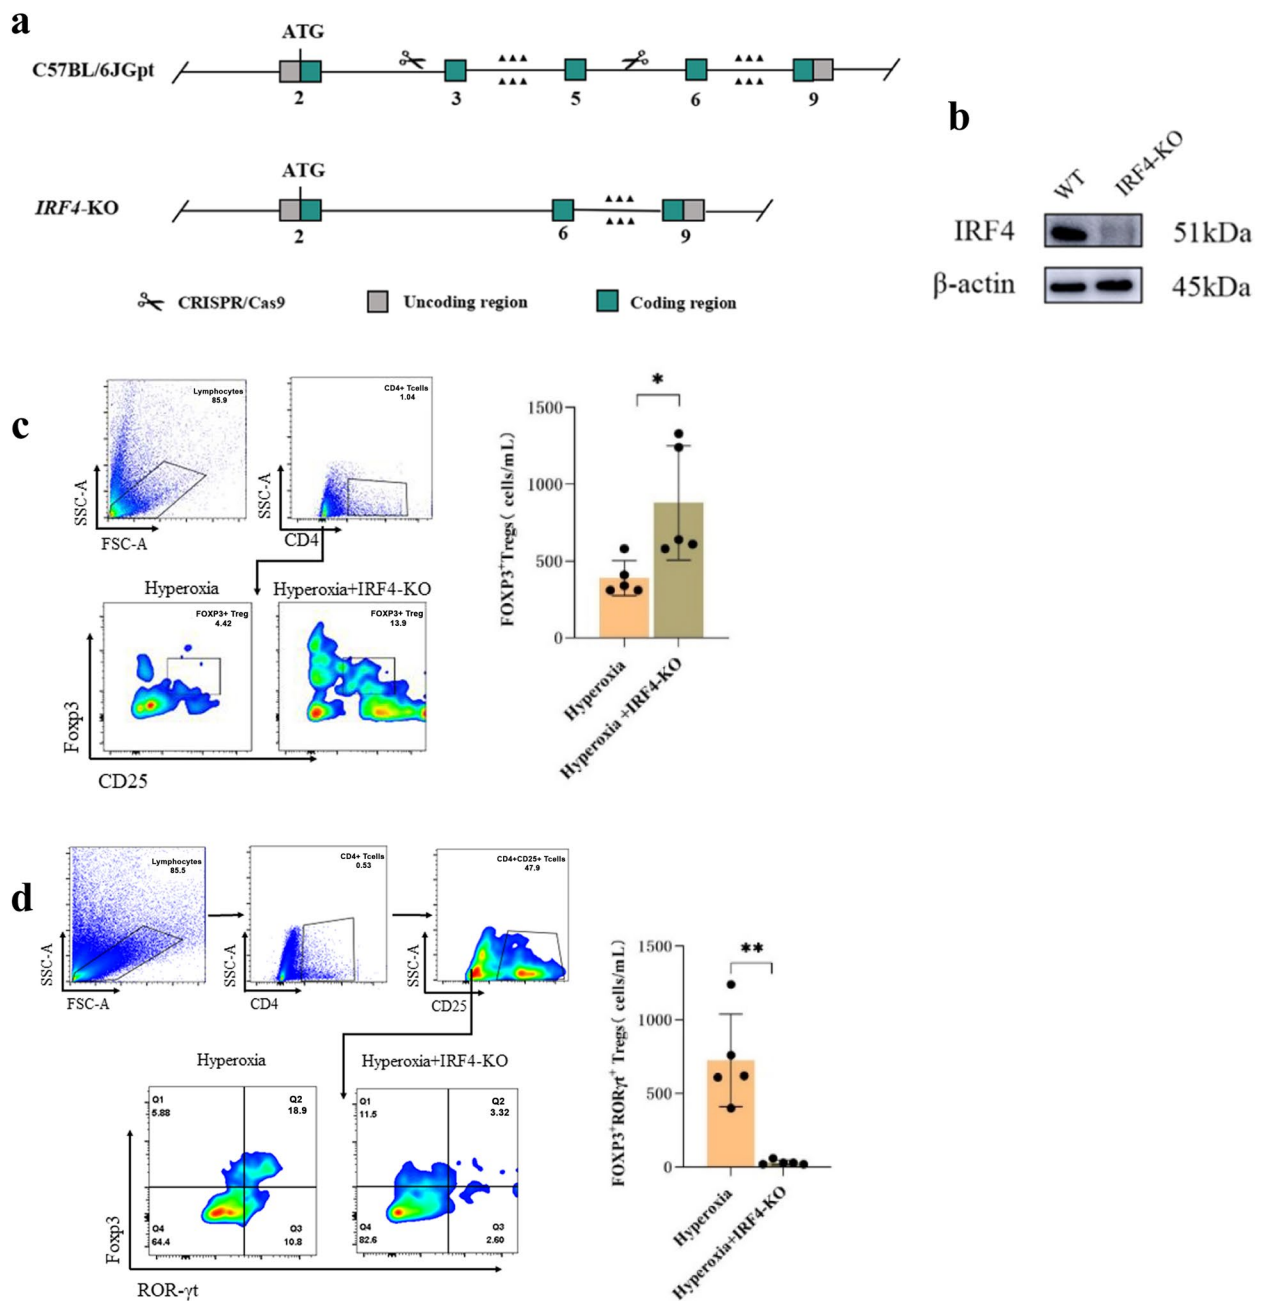 a
ATG
C57BL/6JGpt
2
3
5
6
9
ATG
IRF4-KO
2
6
9
CRISPR/Cas9
Uncoding region
Coding region
b
WT
IRF4-KO
IRF4
51kDa
β-actin
45kDa
c
Lymphocytes
85.9
SSC-A
FSC-A
CD4+ Tcells
1.04
SSC-A
CD4
Hyperoxia
Hyperoxia+IRF4-KO
FOXP3+ Treg
4.42
FOXP3+ Treg
13.9
Foxp3
CD25
*
1500
1000
500
0
FOXP3+Tregs( cells/mL)
Hyperoxia
Hyperoxia +IRF4-KO
d
Lymphocytes
85.5
SSC-A
FSC-A
CD4+ Tcells
0.53
SSC-A
CD4
CD4+CD25+ Tcells
47.9
SSC-A
CD25
Hyperoxia
Hyperoxia+IRF4-KO
Q1
5.88
Q2
18.9
Q4
64.4
Q3
10.8
Q1
11.5
Q2
3.32
Q4
82.6
Q3
2.60
Foxp3
ROR-γt
**
1500
1000
500
0
FOXP3+RORγt+ Tregs( cells/mL)
Hyperoxia
Hyperoxia+IRF4-KO